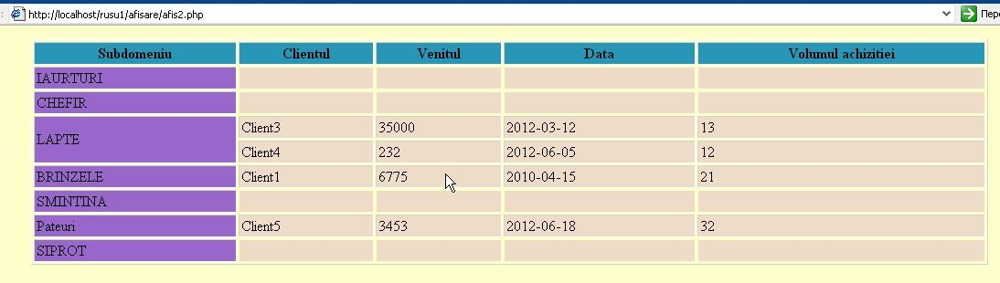 http://localhost/rusu1/afisare/afis2.php
Subdomeniu Clientul Venitul Data Volumul achizitiei
IAURTURI
CHEFIR
LAPTE Client3 35000 2012-03-12 13
Client4 232 2012-06-05 12
BRINZELE Client1 6775 2010-04-15 21
SMINTINA
Pateuri Client5 3453 2012-06-18 32
SIPROT